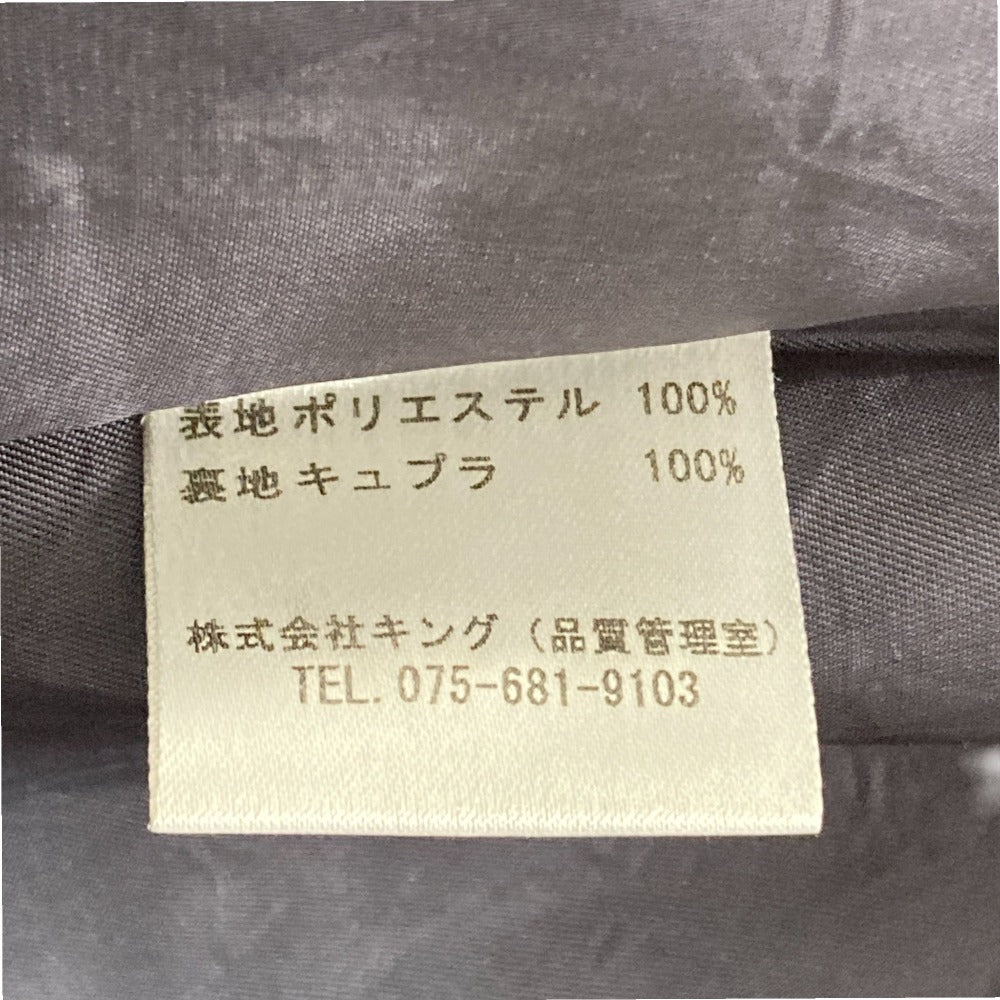 表地ポリエステル 100%
裏地キュプラ 100%
株式会社キング(品質管理室)
TEL. 075-681-9103